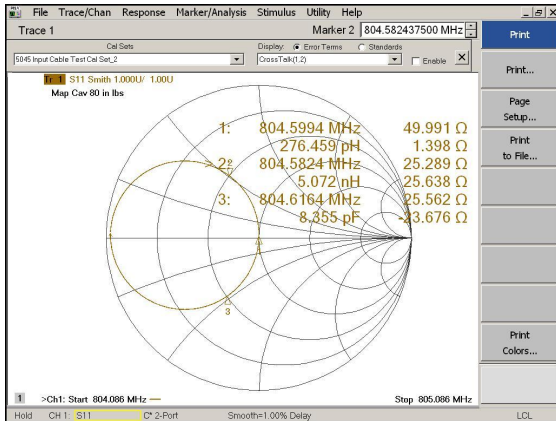 File Trace/Chan Response Marker/Analysis Stimulus Utility Help
Trace 1
Marker 2 804.582437500 MHz
Print
Cal Sets
Display: Error Terms Standards
5045 Input Cable Test Cal Set_2
CrossTalk(1,2)
Enable
Print...
Tr 1 S11 Smith 1.000U/ 1.00U
Map Cav 80 in lbs
Page
Setup...
1: 804.5994 MHz 49.991 Ω
276.459 pH 1.398 Ω
> 2: 804.5824 MHz 25.289 Ω
5.072 nH 25.638 Ω
3: 804.6164 MHz 25.562 Ω
8.355 pF -23.676 Ω
Print
to File...
2
1
3
Print
Colors...
1 >Ch1: Start 804.086 MHz Stop 805.086 MHz
Hold CH 1: S11 C* 2-Port Smooth=1.00% Delay LCL